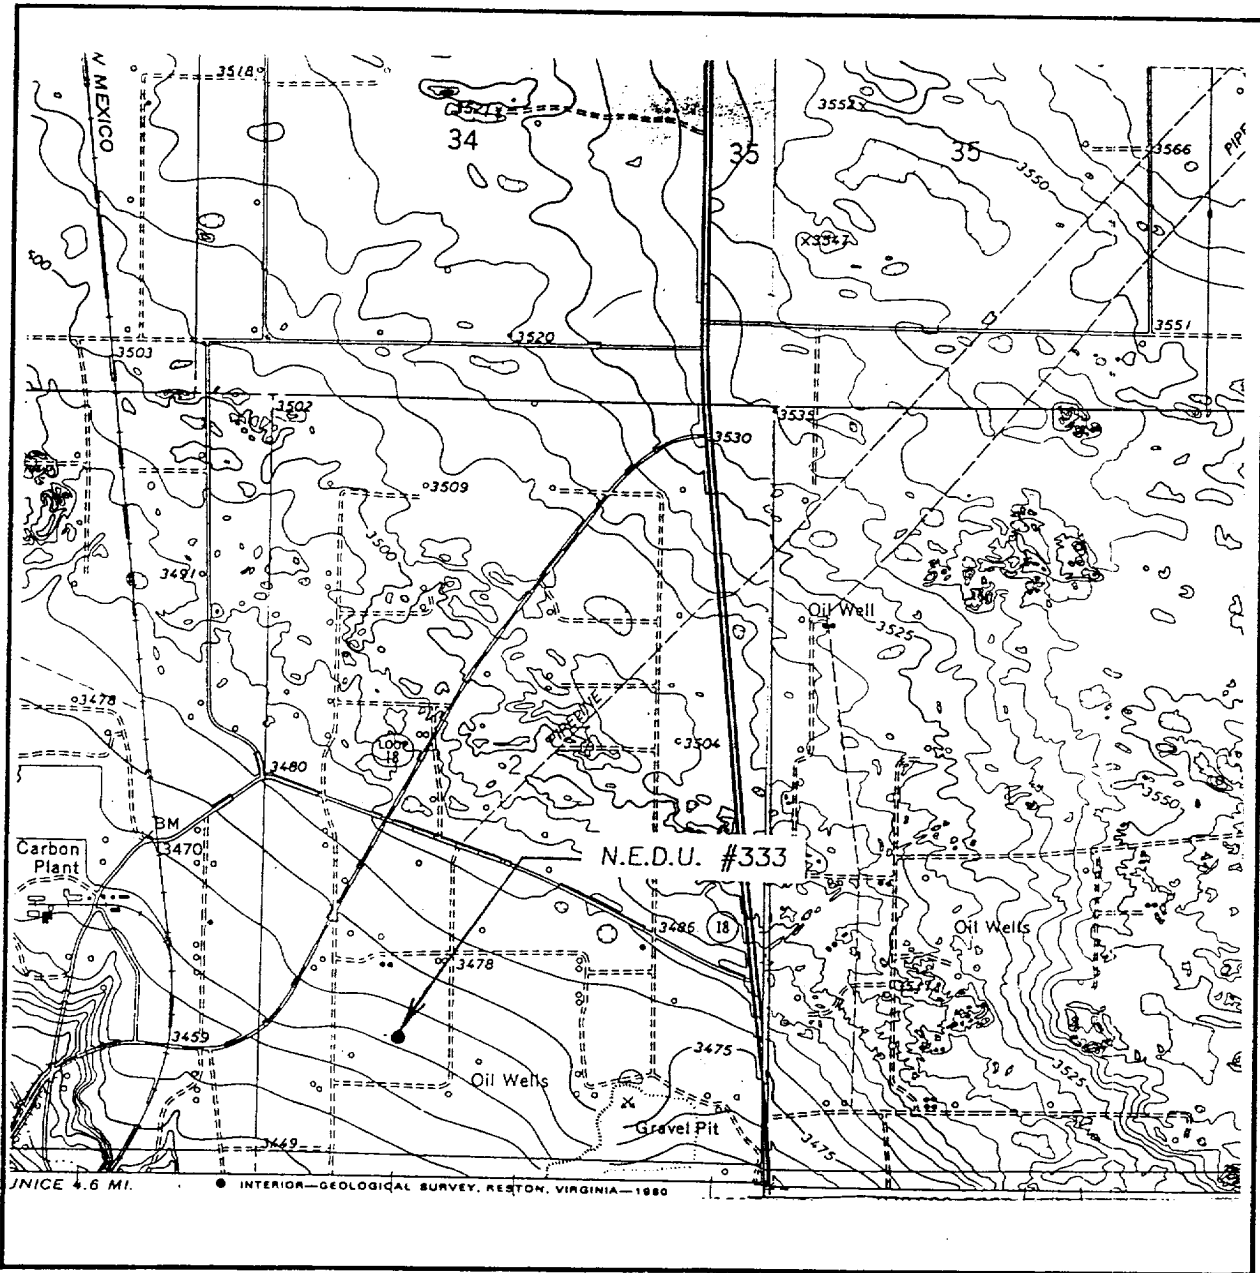 N MEXICO
3518
3521
34
35
3552
35
3566
PIPE
3550
3547
3551
3503
3520
3502
3535
3530
3509
3500
3491
Oil Well
3525
3478
PIPELINE
LOOP
18
3504
2
3480
3550
BM
3470
Carbon
Plant
N.E.D.U. #333
3486
18
Oil Wells
3478
3459
3475
Oil Wells
3525
Gravel Pit
3475
3449
UNICE 4.6 MI.
INTERIOR—GEOLOGICAL SURVEY, RESTON, VIRGINIA—1980